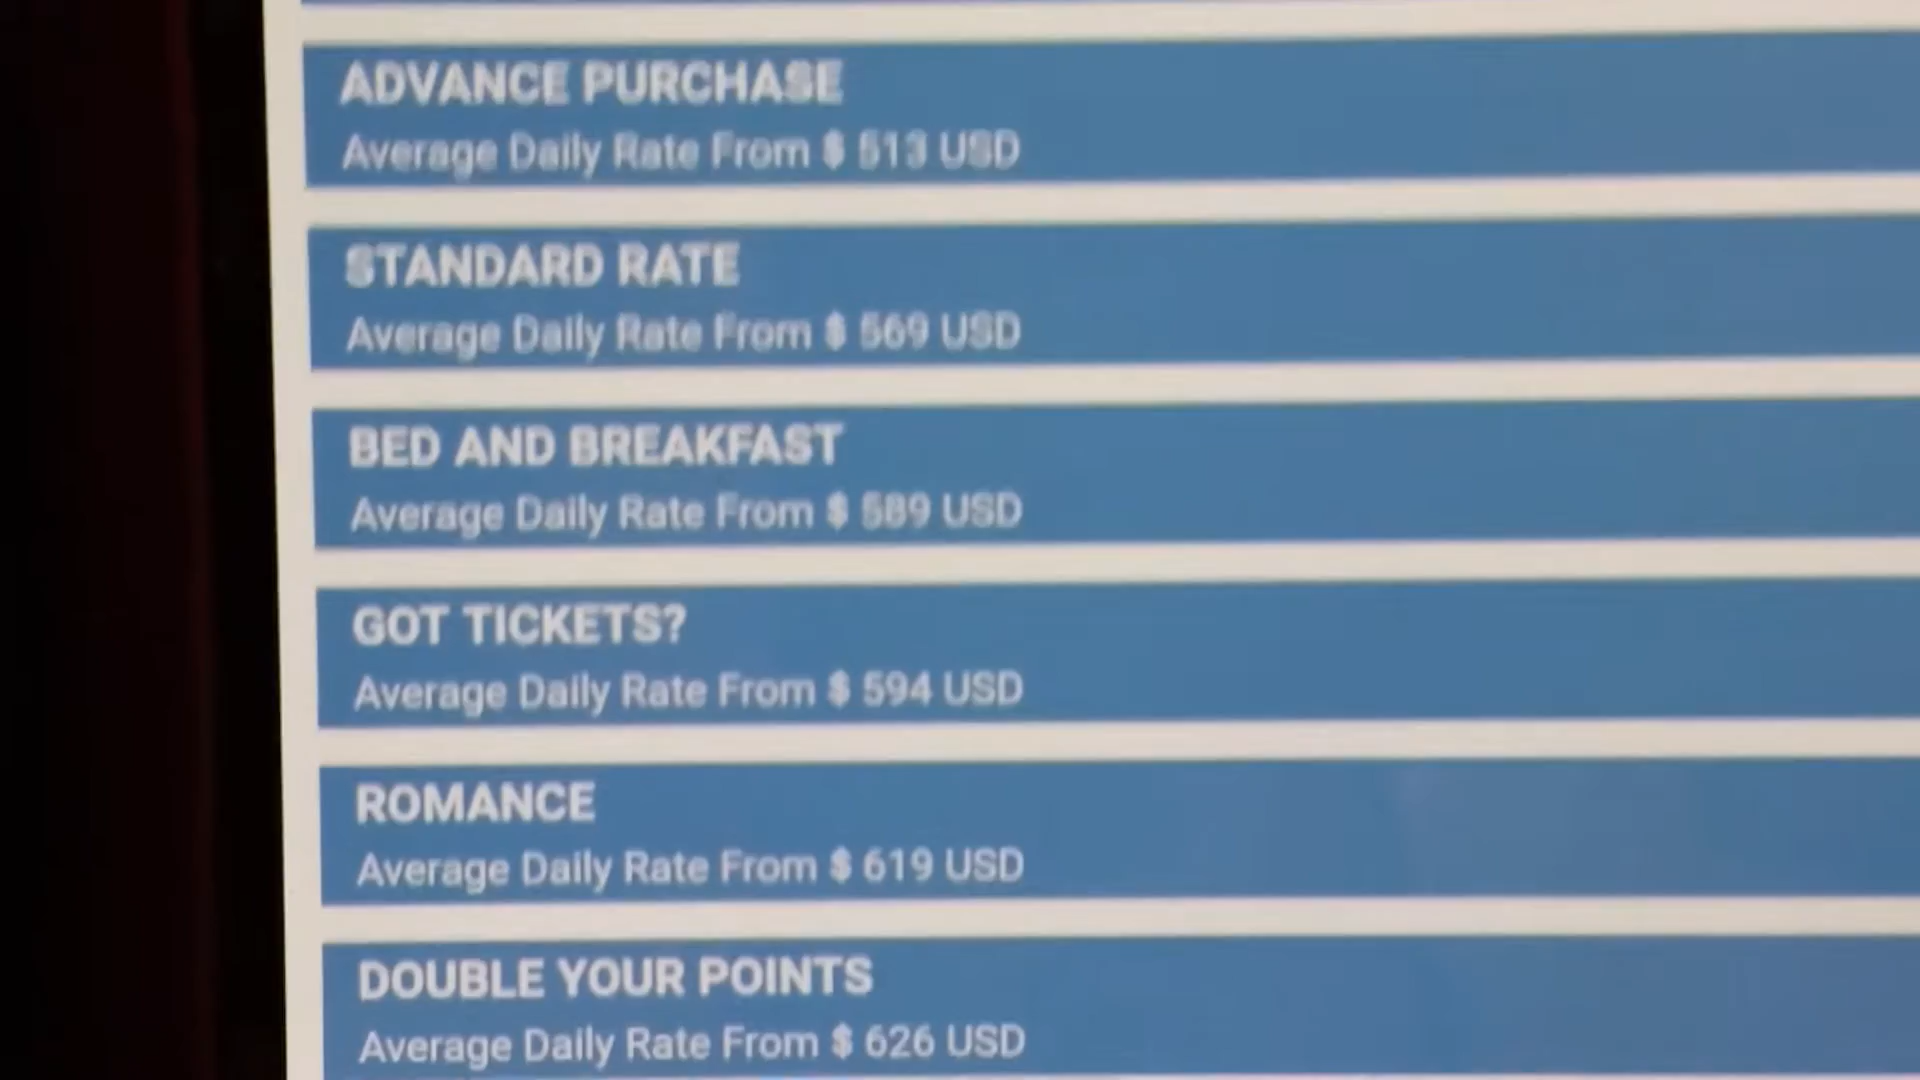 ADVANCE PURCHASE
Average Daily Rate From $ 513 USD
STANDARD RATE
Average Daily Rate From $ 569 USD
BED AND BREAKFAST
Average Daily Rate From $ 589 USD
GOT TICKETS?
Average Daily Rate From $ 594 USD
ROMANCE
Average Daily Rate From $ 619 USD
DOUBLE YOUR POINTS
Average Daily Rate From $ 626 USD